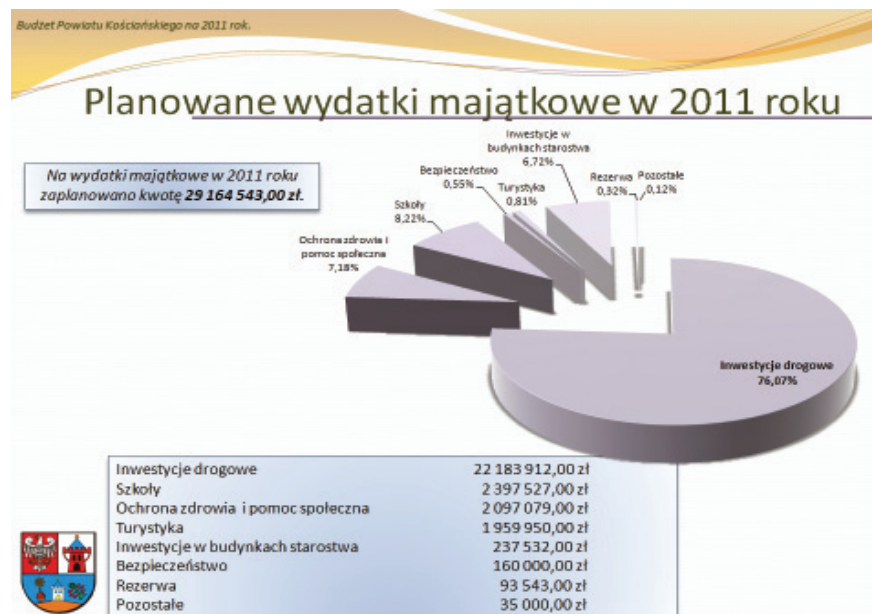 Budżet Powiatu Kościańskiego na 2011 rok.
Planowane wydatki majątkowe w 2011 roku
Na wydatki majątkowe w 2011 roku
zaplanowano kwotę 29 164 543,00 zł.
Inwestycje w
budynkach starostwa
6,72%
Bezpieczeństwo
0,55%
Turystyka
0,81%
Rezerwa
0,32%
Pozostałe
0,12%
Szkoły
8,22%
Ochrona zdrowia i
pomoc społeczna
7,18%
Inwestycje drogowe
76,07%
Inwestycje drogowe 22 183 912,00 zł
Szkoły 2 397 527,00 zł
Ochrona zdrowia i pomoc społeczna 2 097 079,00 zł
Turystyka 1 959 950,00 zł
Inwestycje w budynkach starostwa 237 532,00 zł
Bezpieczeństwo 160 000,00 zł
Rezerwa 93 543,00 zł
Pozostałe 35 000,00 zł